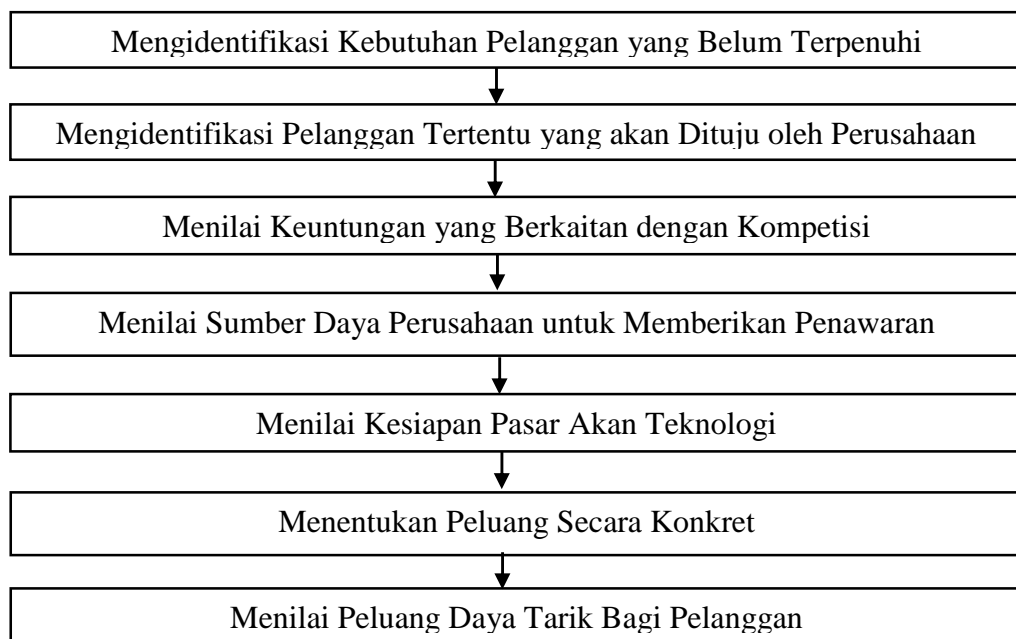 Mengidentifikasi Kebutuhan Pelanggan yang Belum Terpenuhi
Mengidentifikasi Pelanggan Tertentu yang akan Dituju oleh Perusahaan
Menilai Keuntungan yang Berkaitan dengan Kompetisi
Menilai Sumber Daya Perusahaan untuk Memberikan Penawaran
Menilai Kesiapan Pasar Akan Teknologi
Menentukan Peluang Secara Konkret
Menilai Peluang Daya Tarik Bagi Pelanggan